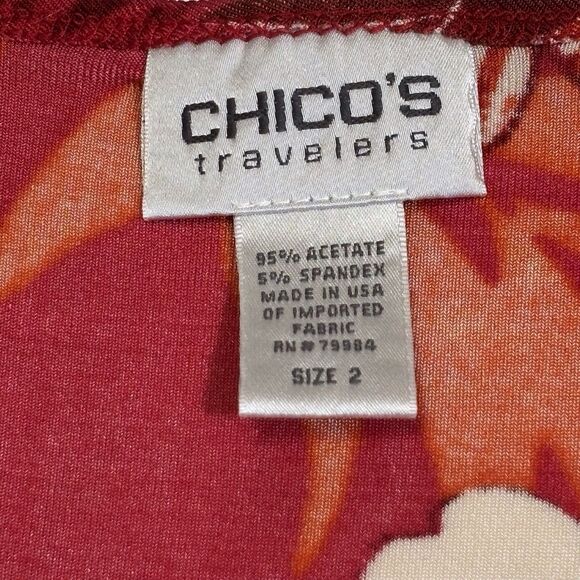 CHICO'S
travelers
95% ACETATE
5% SPANDEX
MADE IN USA
OF IMPORTED
FABRIC
RN# 79984
SIZE 2